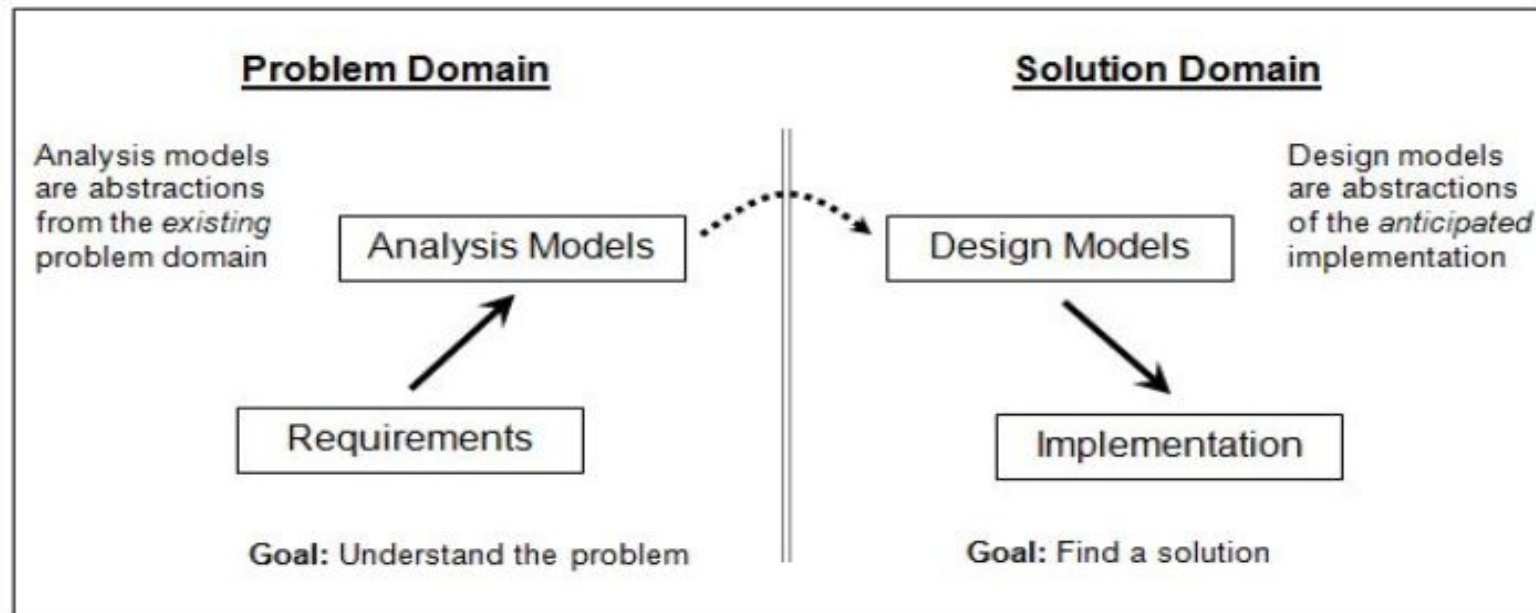 Problem Domain
Solution Domain
Analysis models
are abstractions
from the existing
problem domain
Design models
are abstractions
of the anticipated
implementation
Analysis Models
Design Models
Requirements
Implementation
Goal: Understand the problem
Goal: Find a solution